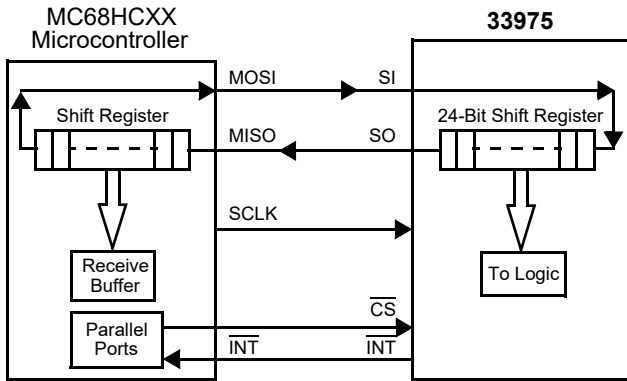 MC68HCXX
Microcontroller
33975
MOSI SI
Shift Register
24-Bit Shift Register
MISO SO
SCLK
Receive
Buffer
To Logic
CS
Parallel
Ports
INT INT